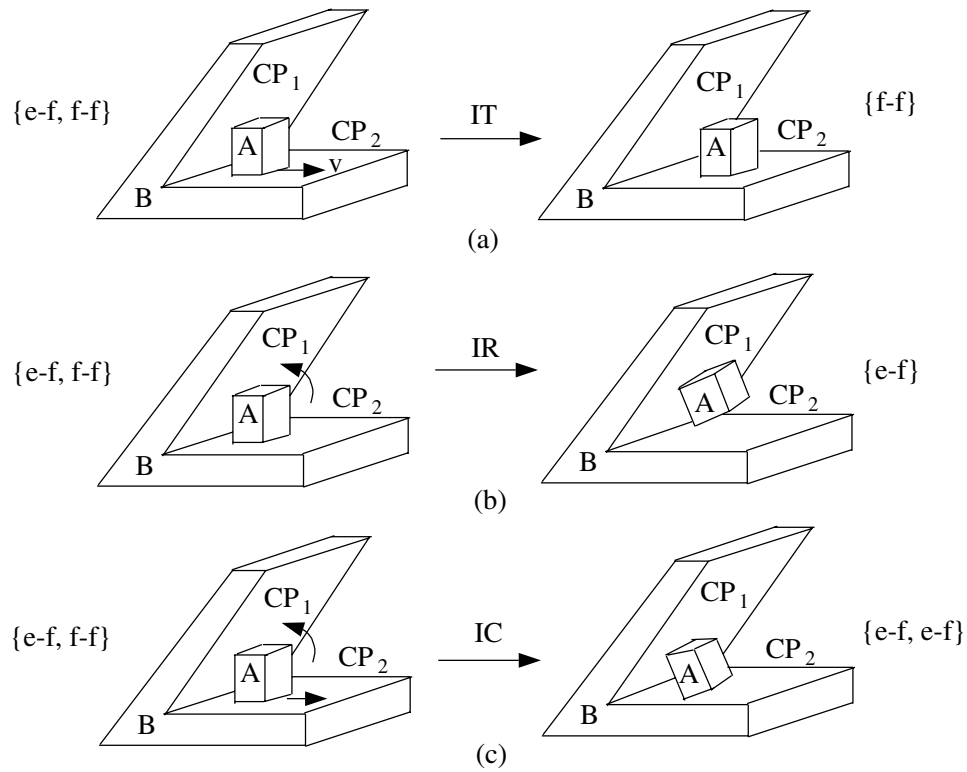 CP1
{e-f, f-f}
A
CP2
v
B
IT
CP1
{f-f}
A
CP2
B
(a)
CP1
{e-f, f-f}
A
CP2
B
IR
CP1
{e-f}
A
CP2
B
(b)
CP1
{e-f, f-f}
A
CP2
B
IC
CP1
{e-f, e-f}
A
CP2
B
(c)